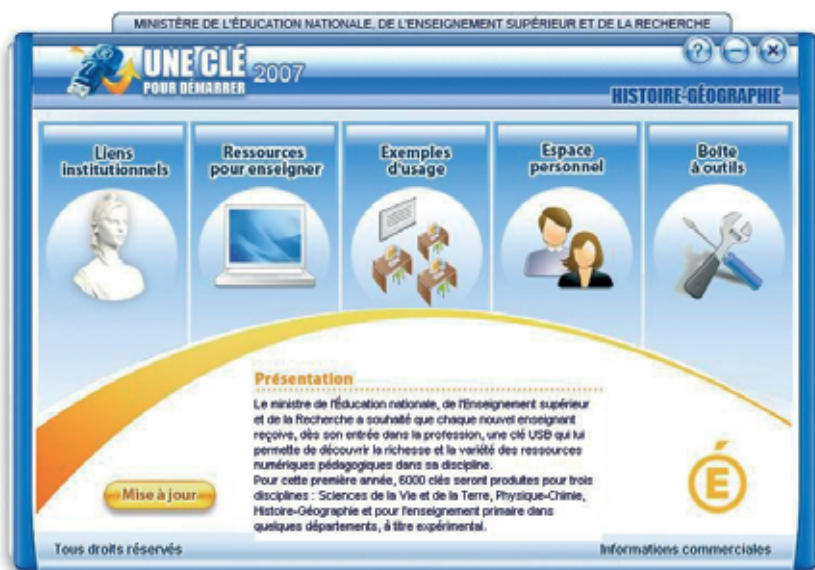 MINISTÈRE DE L'ÉDUCATION NATIONALE, DE L'ENSEIGNEMENT SUPÉRIEUR ET DE LA RECHERCHE
UNE CLÉ
POUR DÉMARRER
2007
?
HISTOIRE-GÉOGRAPHIE
Liens
institutionnels
Ressources
pour enseigner
Exemples
d'usage
Espace
personnel
Boîte
à outils
Présentation
Le ministre de l'Éducation nationale, de l'Enseignement supérieur
et de la Recherche a souhaité que chaque nouvel enseignant
reçoive, dès son entrée dans la profession, une clé USB qui lui
permette de découvrir la richesse et la variété des ressources
numériques pédagogiques dans sa discipline.
Pour cette première année, 6000 clés seront produites pour trois
disciplines : Sciences de la Vie et de la Terre, Physique-Chimie,
Histoire-Géographie et pour l'enseignement primaire dans
quelques départements, à titre expérimental.
Mise à jour
É
Tous droits réservés
Informations commerciales